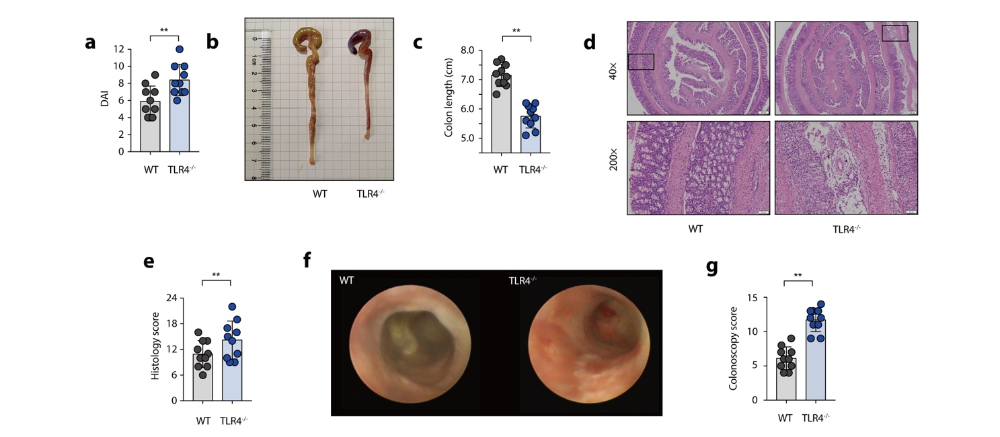 a
**
12
10
8
6
4
2
0
DAI
WT TLR4-/-
b
0
1cm
2
3
4
5
6
7
8
WT TLR4-/-
c
**
8.0
7.0
6.0
5.0
Colon length (cm)
WT TLR4-/-
d
40×
200×
WT TLR4-/-
e
**
24
18
12
6
0
Histology score
WT TLR4-/-
f
WT TLR4-/-
g
**
15
10
5
0
Colonoscopy score
WT TLR4-/-